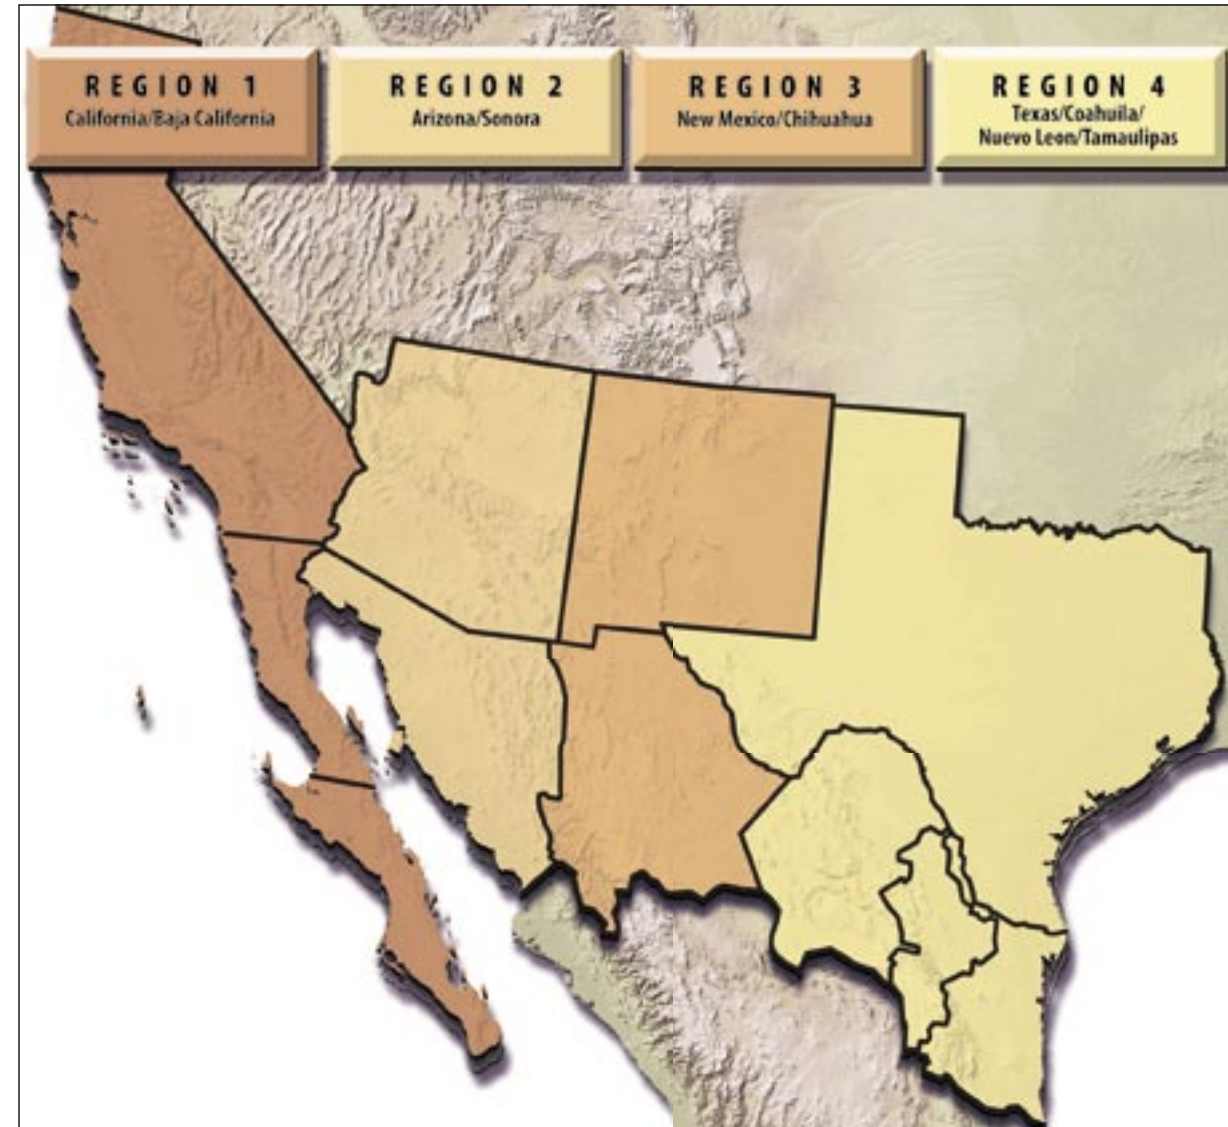 REGION 1
California/Baja California
REGION 2
Arizona/Sonora
REGION 3
New Mexico/Chihuahua
REGION 4
Texas/Coahuila/
Nuevo Leon/Tamaulipas